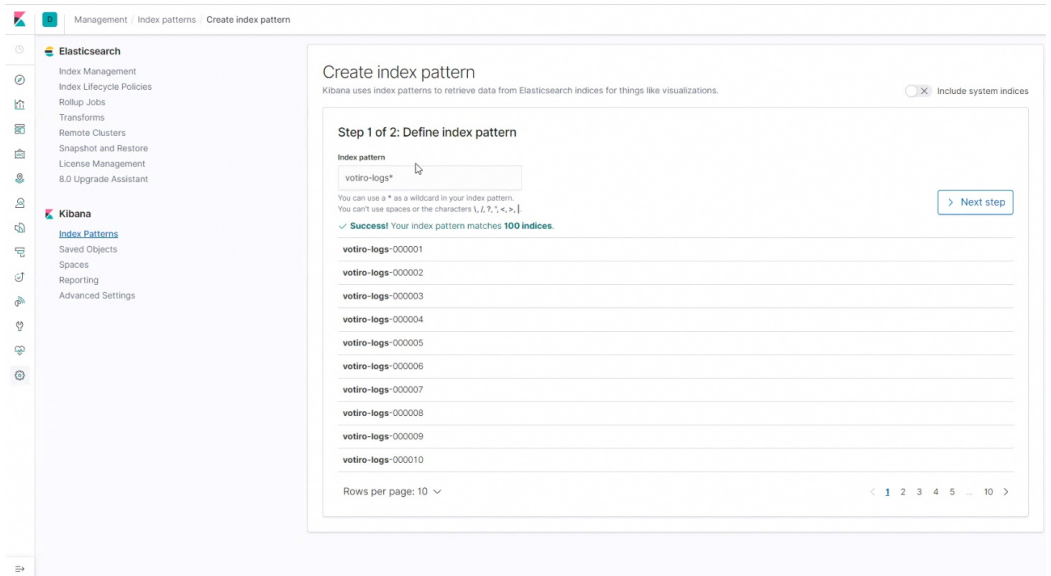 D Management / Index patterns / Create index pattern
Elasticsearch
Index Management
Index Lifecycle Policies
Rollup Jobs
Transforms
Remote Clusters
Snapshot and Restore
License Management
8.0 Upgrade Assistant
Kibana
Index Patterns
Saved Objects
Spaces
Reporting
Advanced Settings
Create index pattern
Kibana uses index patterns to retrieve data from Elasticsearch indices for things like visualizations.
Include system indices
Step 1 of 2: Define index pattern
Index pattern
votiro-logs*
You can use a * as a wildcard in your index pattern.
You can't use spaces or the characters \, /, ?, ", <, >, |.
> Next step
✓ Success! Your index pattern matches 100 indices.
votiro-logs-000001
votiro-logs-000002
votiro-logs-000003
votiro-logs-000004
votiro-logs-000005
votiro-logs-000006
votiro-logs-000007
votiro-logs-000008
votiro-logs-000009
votiro-logs-000010
Rows per page: 10
< 1 2 3 4 5 ... 10 >